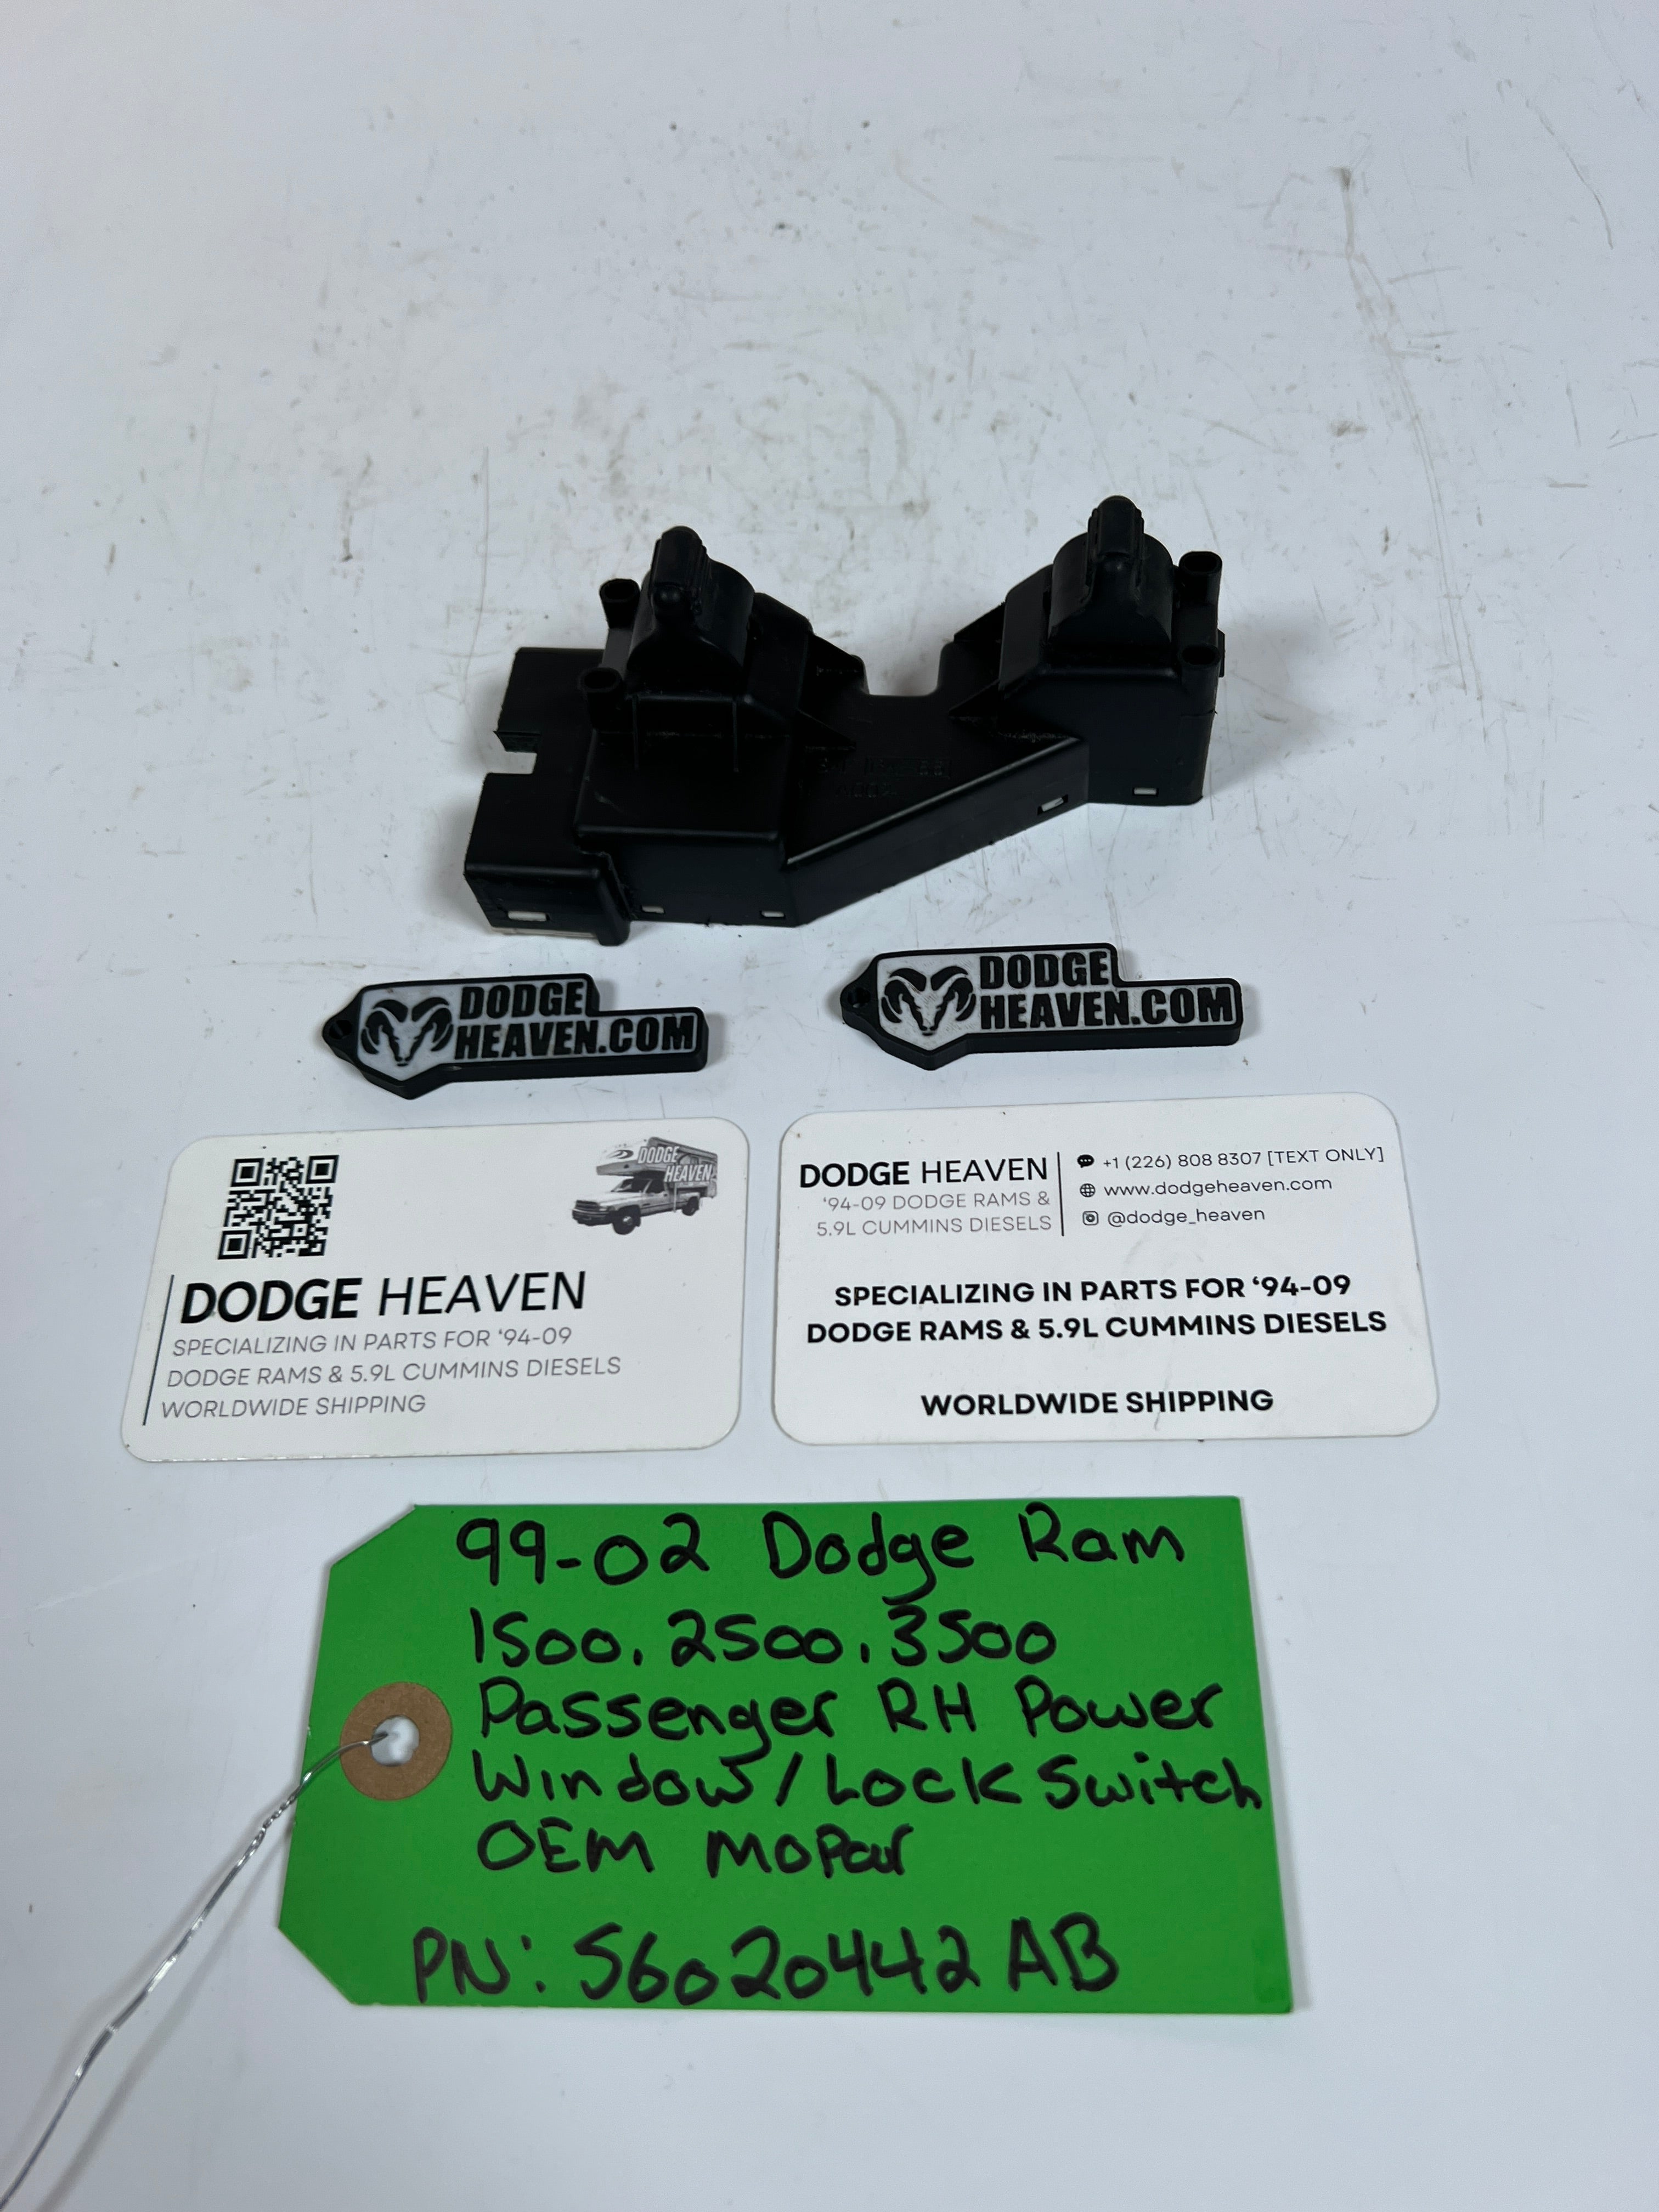 DODGE
HEAVEN.COM
DODGE
HEAVEN.COM
DODGE
HEAVEN
DODGE HEAVEN
SPECIALIZING IN PARTS FOR ‘94-09
DODGE RAMS & 5.9L CUMMINS DIESELS
WORLDWIDE SHIPPING
DODGE HEAVEN
‘94-09 DODGE RAMS &
5.9L CUMMINS DIESELS
+1 (226) 808 8307 [TEXT ONLY]
www.dodgeheaven.com
@dodge_heaven
SPECIALIZING IN PARTS FOR ‘94-09
DODGE RAMS & 5.9L CUMMINS DIESELS
WORLDWIDE SHIPPING
99-02 Dodge Ram
1500, 2500, 3500
Passenger RH Power
Window/Lock Switch
OEM Mopar
PN: 56020442AB